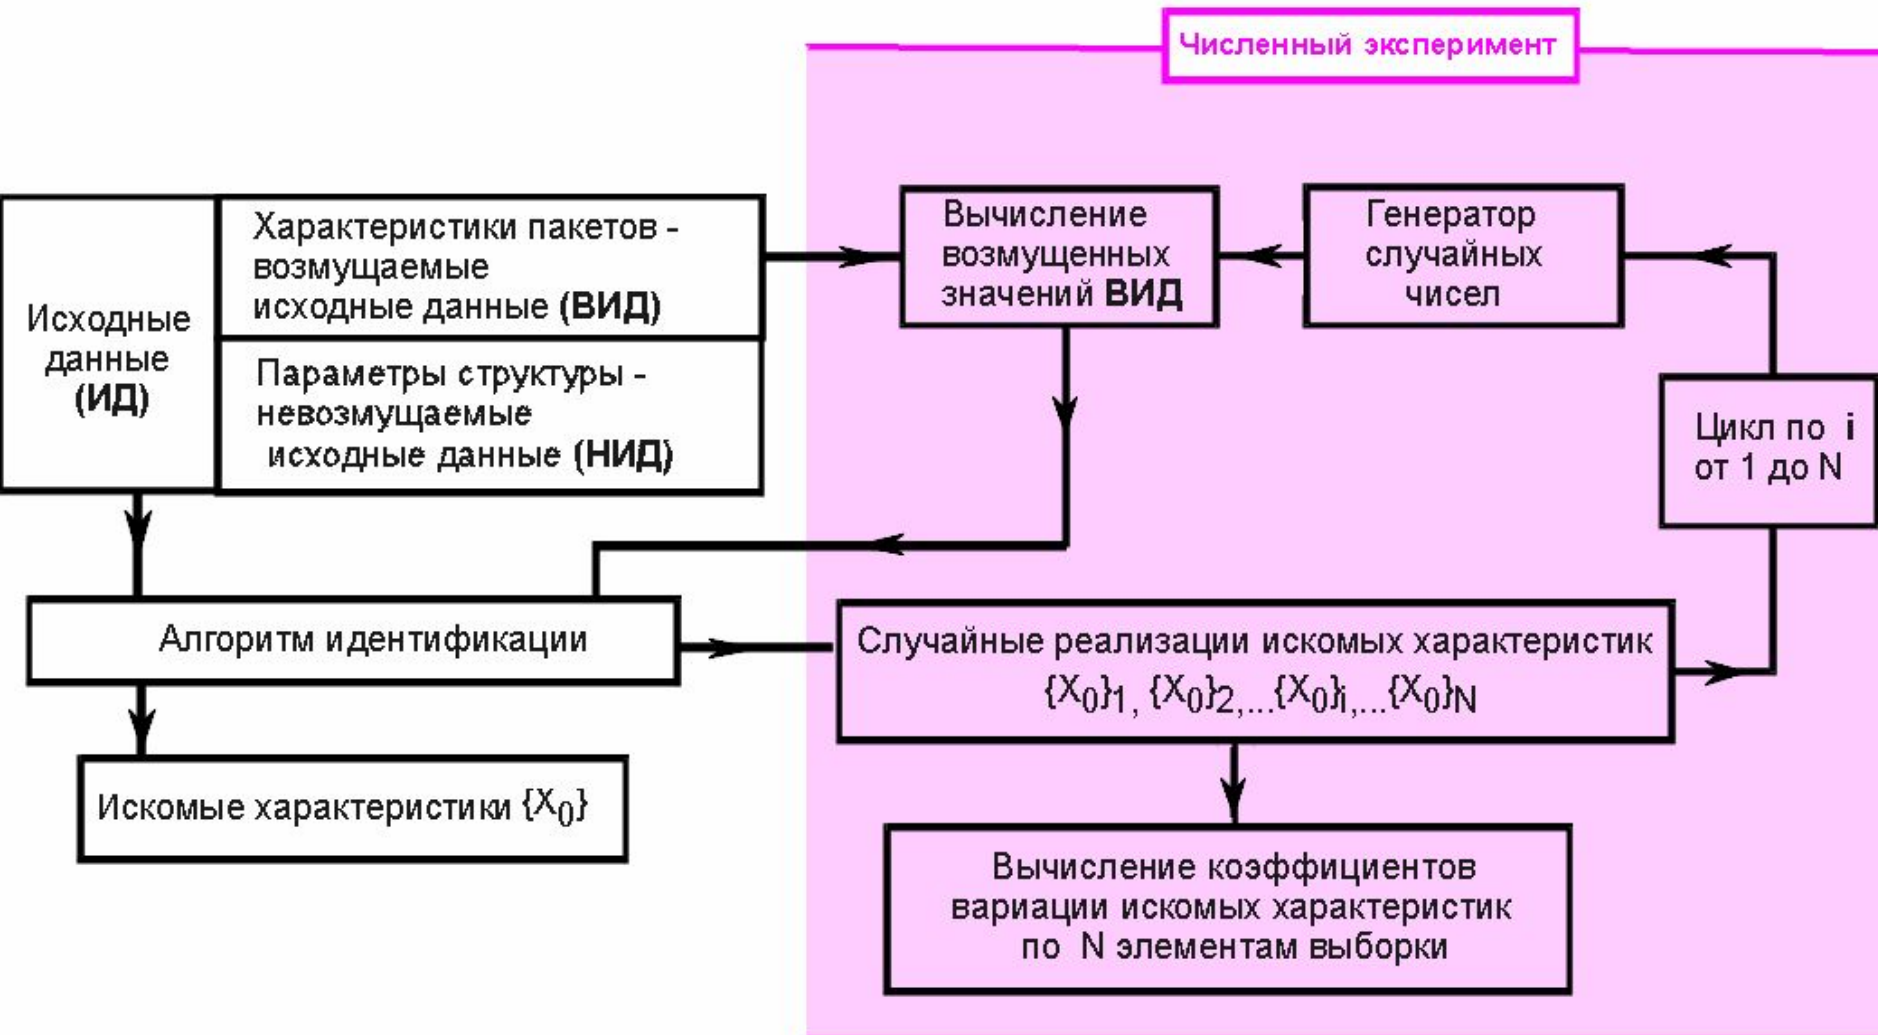 Численный эксперимент
Исходные
данные
(ИД)
Характеристики пакетов -
возмущаемые
исходные данные (ВИД)
Параметры структуры -
невозмущаемые
исходные данные (НИД)
Вычисление
возмущенных
значений ВИД
Генератор
случайных
чисел
Цикл по i
от 1 до N
Алгоритм идентификации
Случайные реализации искомых характеристик
{X₀}₁, {X₀}₂,...{X₀}ᵢ,...{X₀}N
Искомые характеристики {X₀}
Вычисление коэффициентов
вариации искомых характеристик
по N элементам выборки